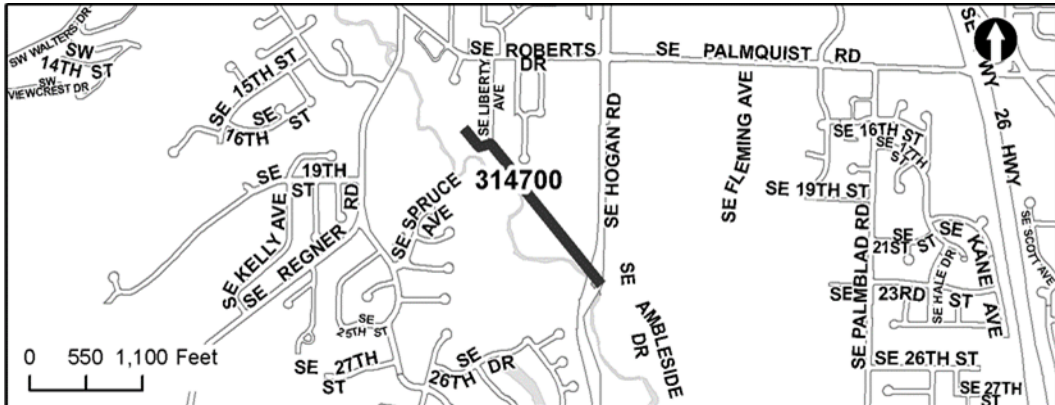 SW WALTERS DR
SW
14TH ST
SW
VIEWCREST DR
SE 15TH ST
SE
16TH ST
SE ROBERTS
DR
SE PALMQUIST RD
SE LIBERTY
AVE
SE HOGAN RD
SE FLEMING AVE
SE
WY 26 HWY
SE 16TH ST
SE 17TH
ST
SE 19TH ST
SE 19TH
ST
RD
SE KELLY AVE
SE REGNER
SE SPRUCE
AVE
314700
SE PALMBLAD RD
SE
21ST ST
SE KANE AVE
SE HALE DR
SE SCOTT AVE
SE 23RD ST
SE
AMBLESIDE
DR
SE
25TH ST
SE 27TH
ST
SE
26TH DR
SE 26TH ST
SE 27TH
ST
0 550 1,100 Feet